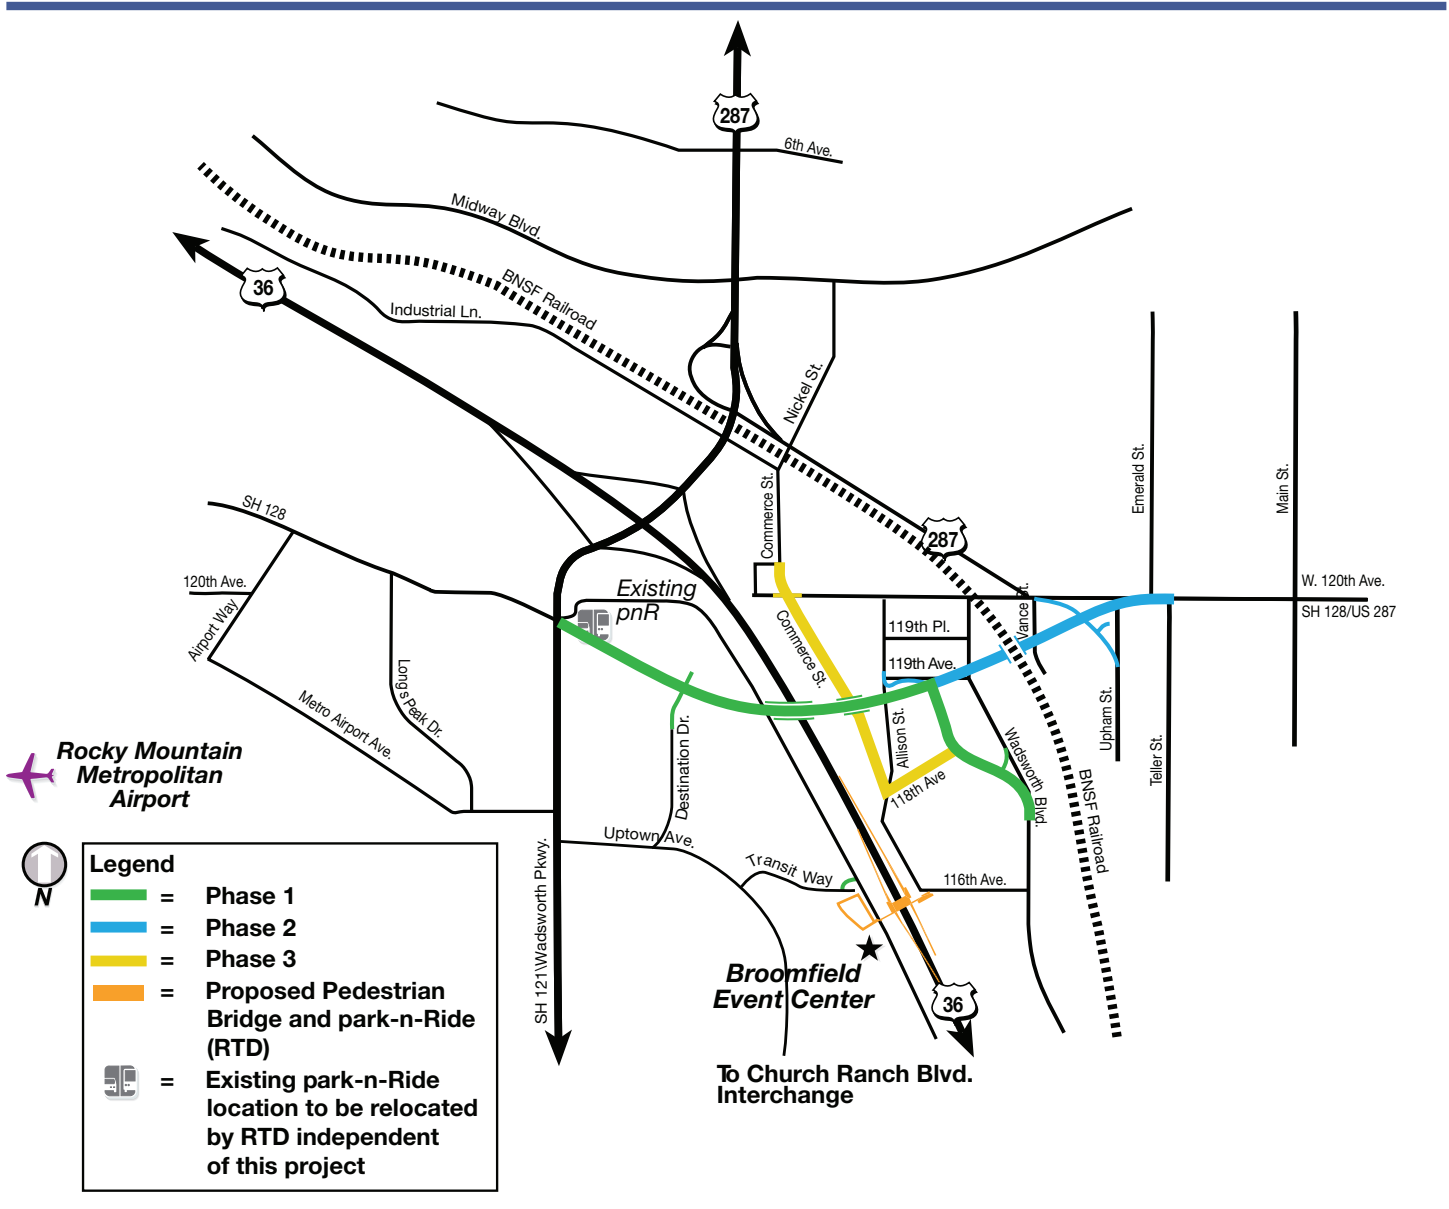 287
6th Ave.
Midway Blvd.
36
BNSF Railroad
Industrial Ln.
Nickel St.
Commerce St.
Emerald St.
Main St.
SH 128
287
120th Ave.
Airport Way
Existing
pnR
W. 120th Ave.
SH 128/US 287
Vance St.
119th Pl.
119th Ave.
Commerce St.
Long's Peak Dr.
Metro Airport Ave.
Destination Dr.
Allison St.
118th Ave
Wadsworth Blvd.
Upham St.
Teller St.
BNSF Railroad
Rocky Mountain
Metropolitan
Airport
Uptown Ave.
Transit Way
116th Ave.
SH 121\Wadsworth Pkwy.
Broomfield
Event Center
36
To Church Ranch Blvd.
Interchange
N
Legend
= Phase 1
= Phase 2
= Phase 3
= Proposed Pedestrian
Bridge and park-n-Ride
(RTD)
= Existing park-n-Ride
location to be relocated
by RTD independent
of this project